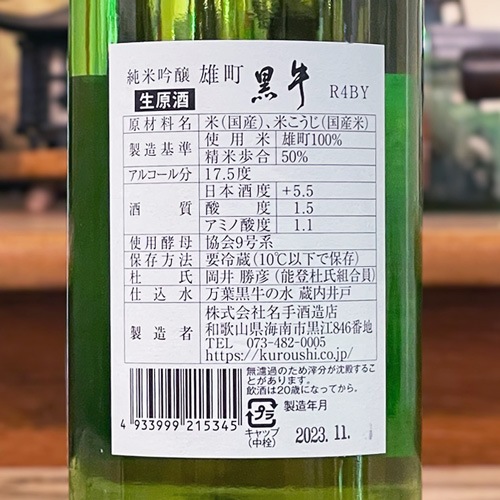 純米吟醸 雄町 黒牛 R4BY
生原酒
原材料名 米(国産)、米こうじ(国産米)
製造基準 使用米 雄町100%
精米歩合 50%
アルコール分 17.5度
酒質 日本酒度 +5.5
酸度 1.5
アミノ酸度 1.1
使用酵母 協会9号系
保存方法 要冷蔵(10℃以下で保存)
杜氏 岡井 勝彦(能登杜氏組合員)
仕込水 万葉黒牛の水 蔵内井戸
製造者 株式会社名手酒造店
和歌山県海南市黒江846番地
TEL 073-482-0005
https://kuroushi.co.jp/
無濾過のため滓分が沈殿するこ
とがあります。
飲酒は20歳になってから。
4 933999 215345
プラ
キャップ
(中栓)
製造年月
2023.11.